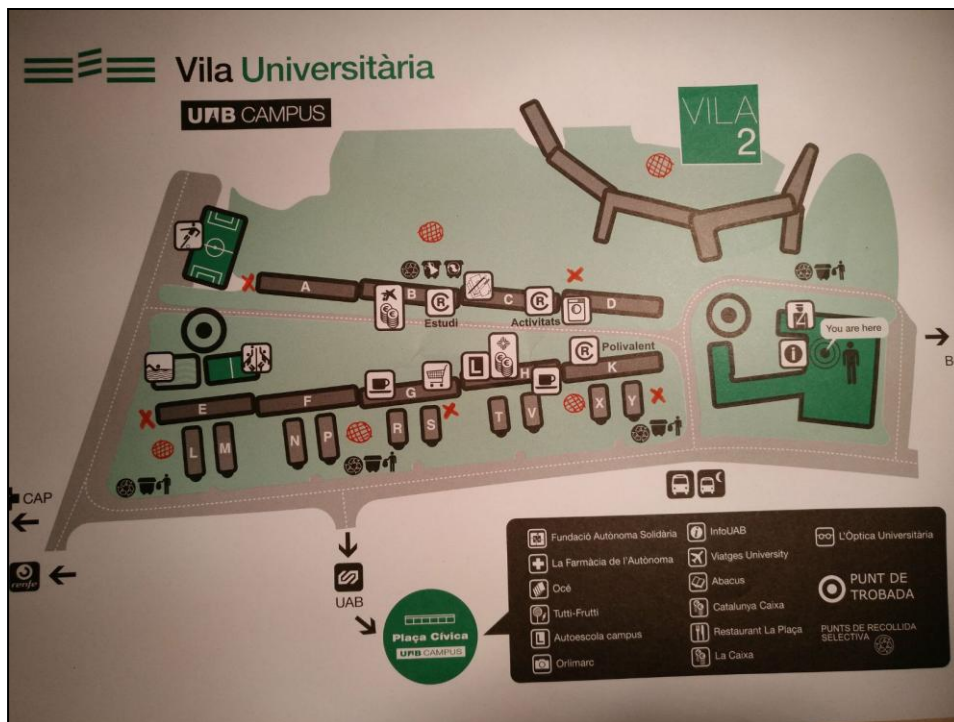 Vila Universitària
UAB CAMPUS
VILA
2
A
B
C
D
Estudi
Activitats
Polivalent
You are here
i
B
L
E
F
G
H
K
L
M
N
P
R
S
T
V
X
Y
CAP
renfe
UAB
Plaça Cívica
UAB CAMPUS
Fundació Autònoma Solidària
La Farmàcia de l'Autònoma
Océ
Tutti-Frutti
L Autoescola campus
Orlimarc
i InfoUAB
Viatges University
Abacus
Catalunya Caixa
Restaurant La Plaça
La Caixa
L'Òptica Universitària
PUNT DE
TROBADA
PUNTS DE RECOLLIDA
SELECTIVA